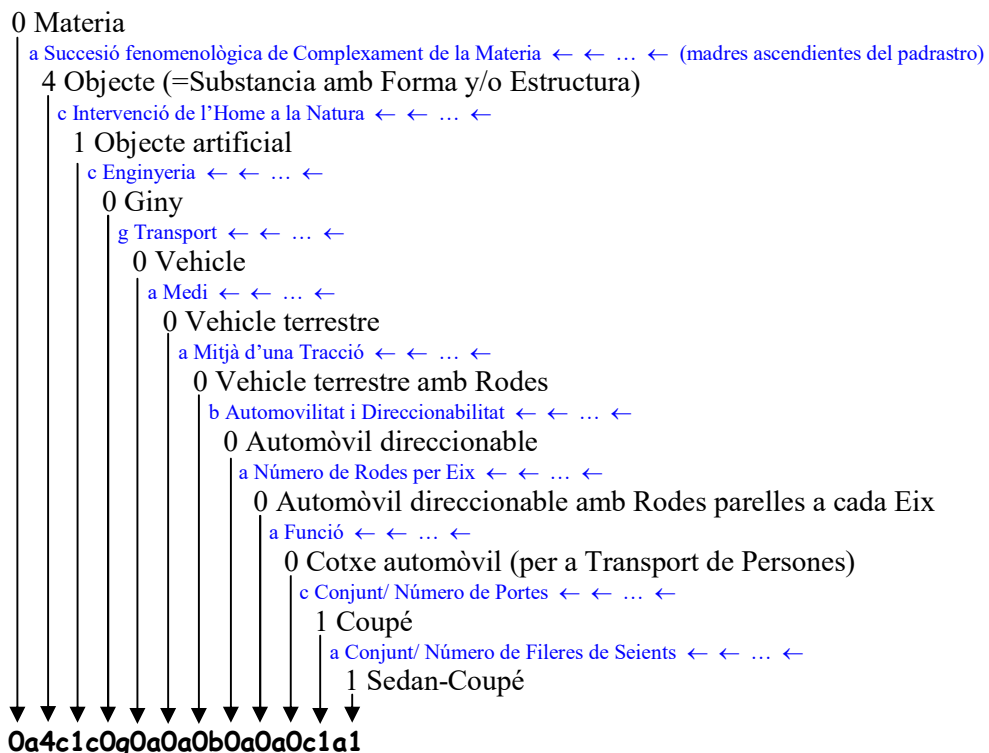 0 Materia
a Succesió fenomenològica de Complexament de la Materia ← ← … ← (madres ascendientes del padrastro)
4 Objecte (=Substancia amb Forma y/o Estructura)
c Intervenció de l’Home a la Natura ← ← … ←
1 Objecte artificial
c Enginyeria ← ← … ←
0 Giny
g Transport ← ← … ←
0 Vehicle
a Medi ← ← … ←
0 Vehicle terrestre
a Mitjà d’una Tracció ← ← … ←
0 Vehicle terrestre amb Rodes
b Automovilitat i Direccionabilitat ← ← … ←
0 Automòvil direccionable
a Número de Rodes per Eix ← ← … ←
0 Automòvil direccionable amb Rodes parelles a cada Eix
a Funció ← ← … ←
0 Cotxe automòvil (per a Transport de Persones)
c Conjunt/ Número de Portes ← ← … ←
1 Coupé
a Conjunt/ Número de Fileres de Seients ← ← … ←
1 Sedan-Coupé
0a4c1c0g0a0a0b0a0a0c1a1